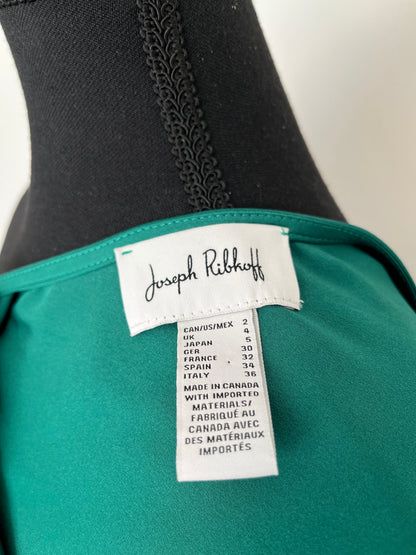 Joseph Ribkoff
CAN/US/MEX 2
UK 4
JAPAN 5
GER 30
FRANCE 32
SPAIN 34
ITALY 36
MADE IN CANADA
WITH IMPORTED
MATERIALS/
FABRIQUÉ AU
CANADA AVEC
DES MATÉRIAUX
IMPORTÉS